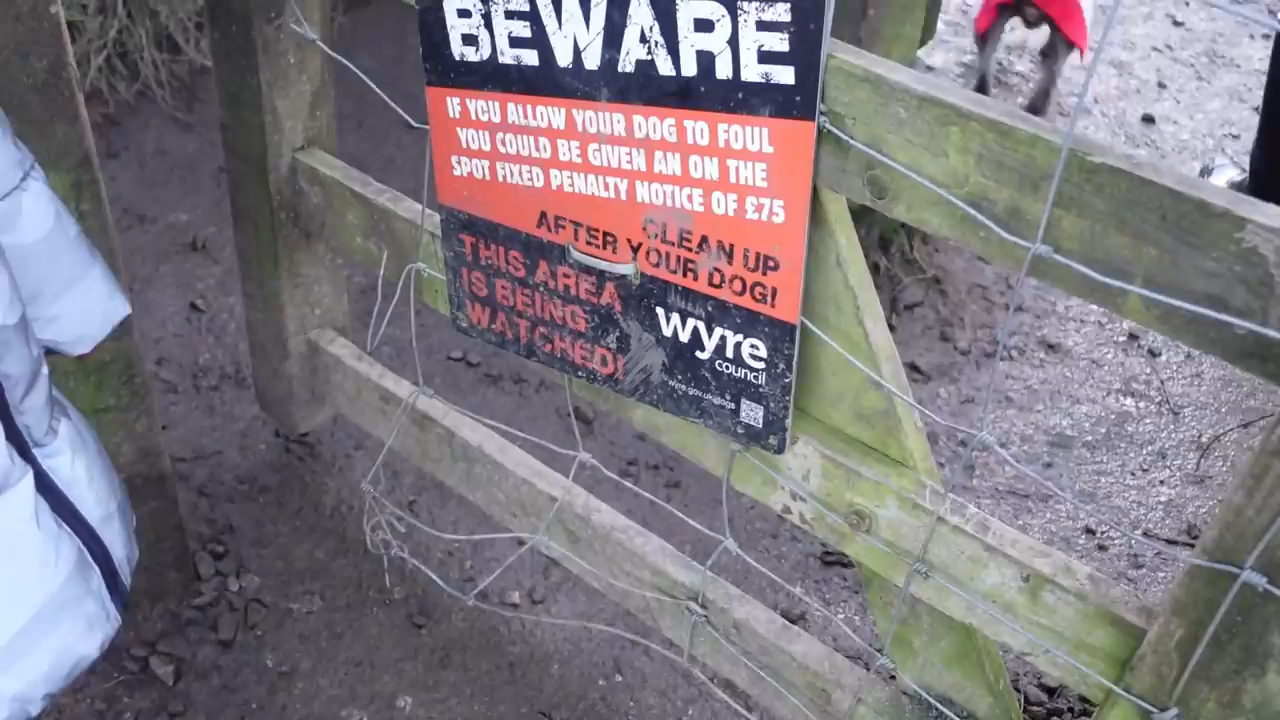 BEWARE
IF YOU ALLOW YOUR DOG TO FOUL
YOU COULD BE GIVEN AN ON THE
SPOT FIXED PENALTY NOTICE OF £75
CLEAN UP
AFTER YOUR DOG!
THIS AREA
IS BEING
WATCHED!
wyre
council
wyre.gov.uk/dogs